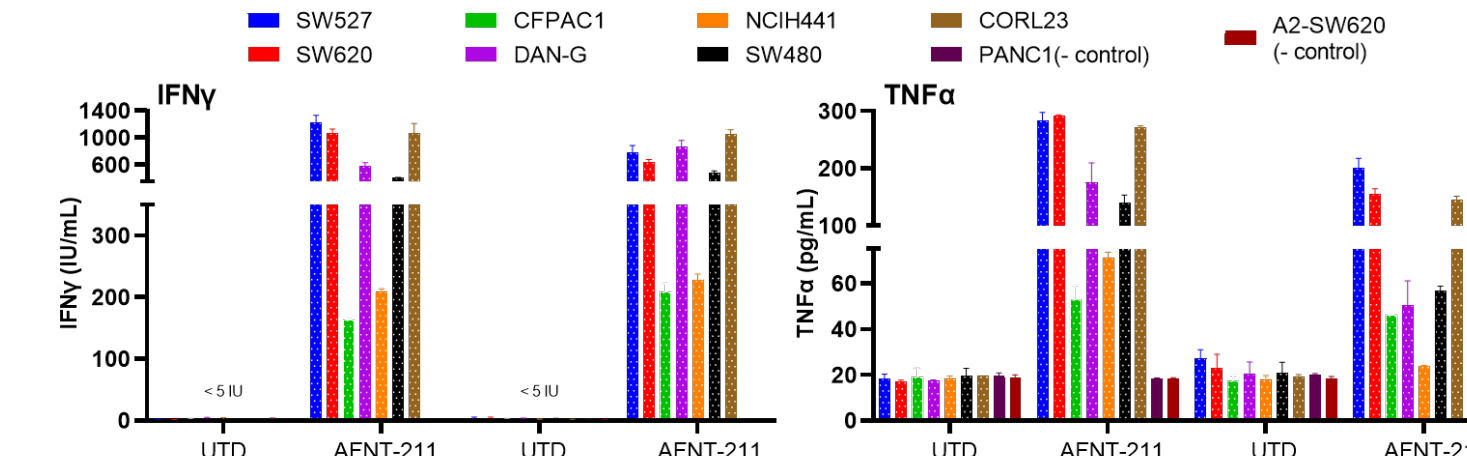 SW527 CFPAC1 NCIH441 CORL23 A2-SW620
SW620 DAN-G SW480 PANC1(- control) (- control)
IFNγ
1400
1000
600
300
200
100
0
IFNγ (IU/mL)
< 5 IU
< 5 IU
UTD AFNT-211 UTD AFNT-211
TNFα
300
200
100
60
40
20
0
TNFα (pg/mL)
UTD AFNT-211 UTD AFNT-21